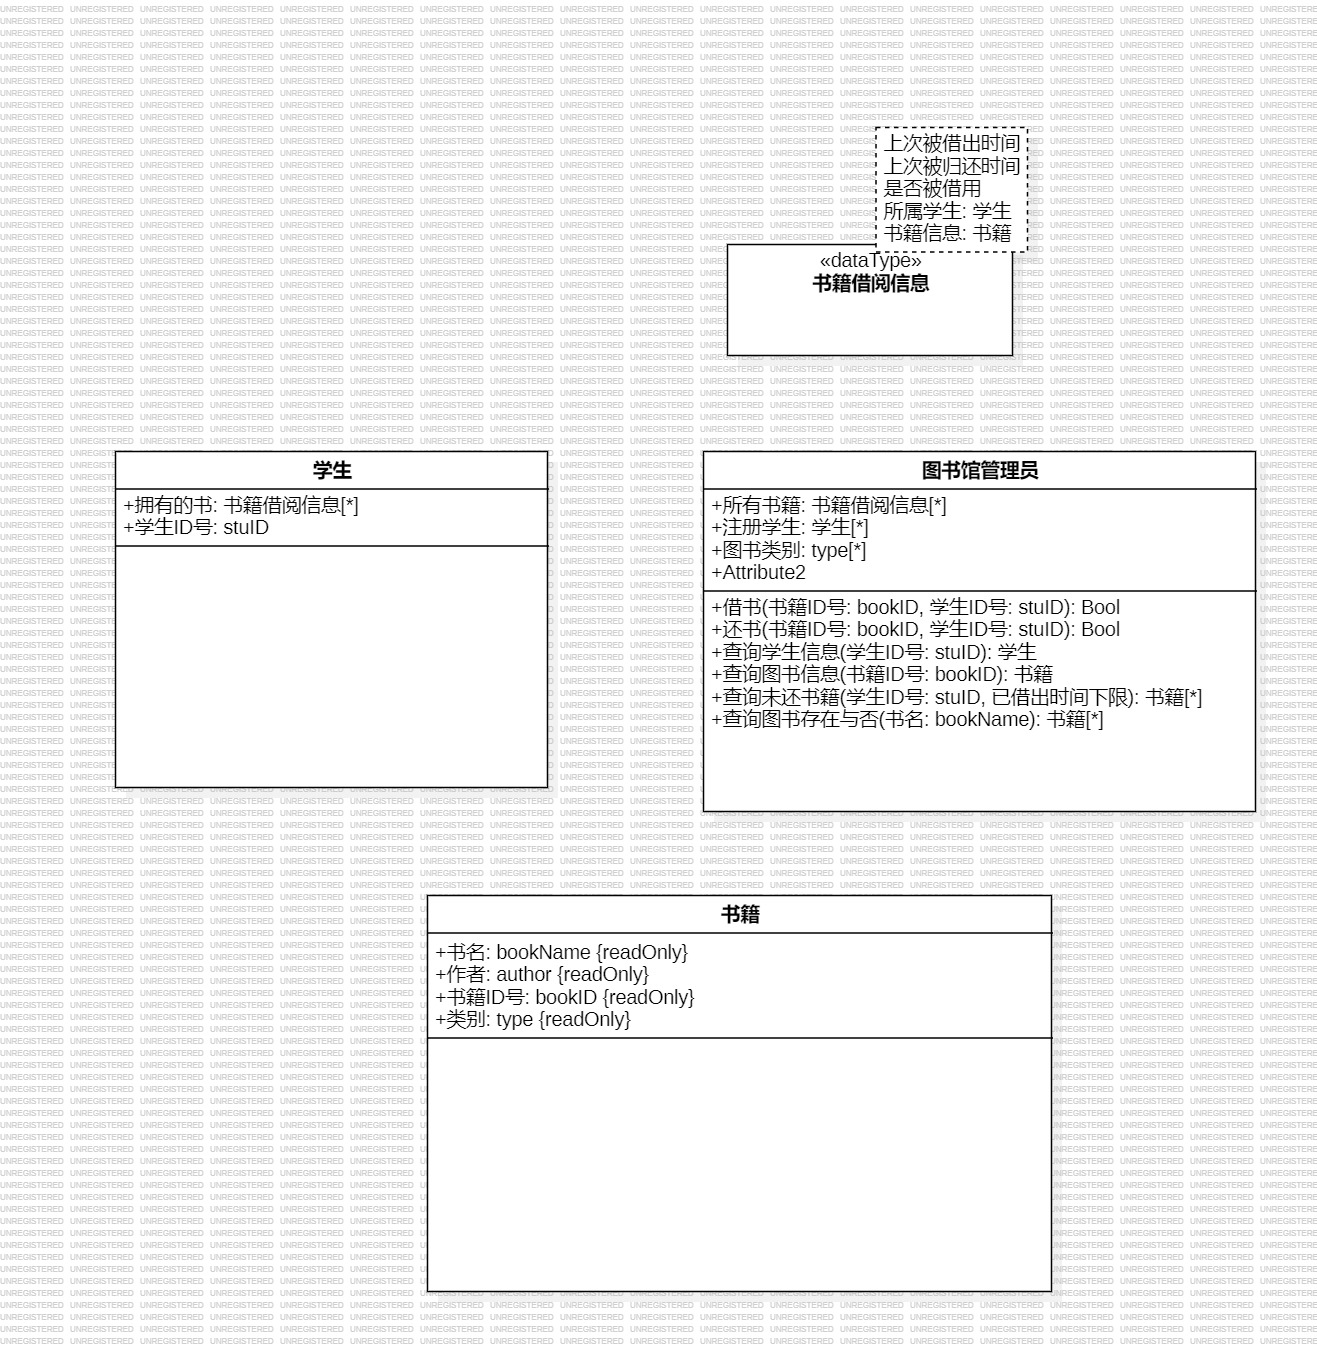 上次被借出时间
上次被归还时间
是否被借用
所属学生: 学生
书籍信息: 书籍
«dataType»
书籍借阅信息
学生
+拥有的书: 书籍借阅信息[*]
+学生ID号: stuID
图书馆管理员
+所有书籍: 书籍借阅信息[*]
+注册学生: 学生[*]
+图书类别: type[*]
+Attribute2
+借书(书籍ID号: bookID, 学生ID号: stuID): Bool
+还书(书籍ID号: bookID, 学生ID号: stuID): Bool
+查询学生信息(学生ID号: stuID): 学生
+查询图书信息(书籍ID号: bookID): 书籍
+查询未还书籍(学生ID号: stuID, 已借出时间下限): 书籍[*]
+查询图书存在与否(书名: bookName): 书籍[*]
书籍
+书名: bookName {readOnly}
+作者: author {readOnly}
+书籍ID号: bookID {readOnly}
+类别: type {readOnly}
UNREGISTERED